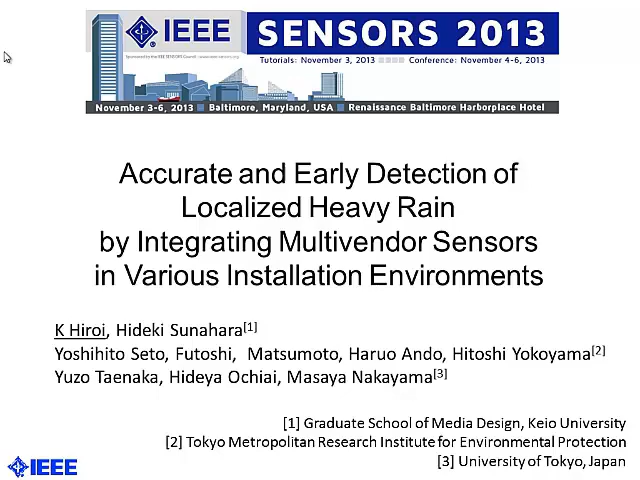 IEEE SENSORS 2013
Sponsored by the IEEE SENSORS Council · www.ieee-sensors.org
Tutorials: November 3, 2013 Conference: November 4-6, 2013
November 3-6, 2013 Baltimore, Maryland, USA Renaissance Baltimore Harborplace Hotel
Accurate and Early Detection of
Localized Heavy Rain
by Integrating Multivendor Sensors
in Various Installation Environments
K Hiroi, Hideki Sunahara[1]
Yoshihito Seto, Futoshi, Matsumoto, Haruo Ando, Hitoshi Yokoyama[2]
Yuzo Taenaka, Hideya Ochiai, Masaya Nakayama[3]
[1] Graduate School of Media Design, Keio University
[2] Tokyo Metropolitan Research Institute for Environmental Protection
[3] University of Tokyo, Japan
IEEE